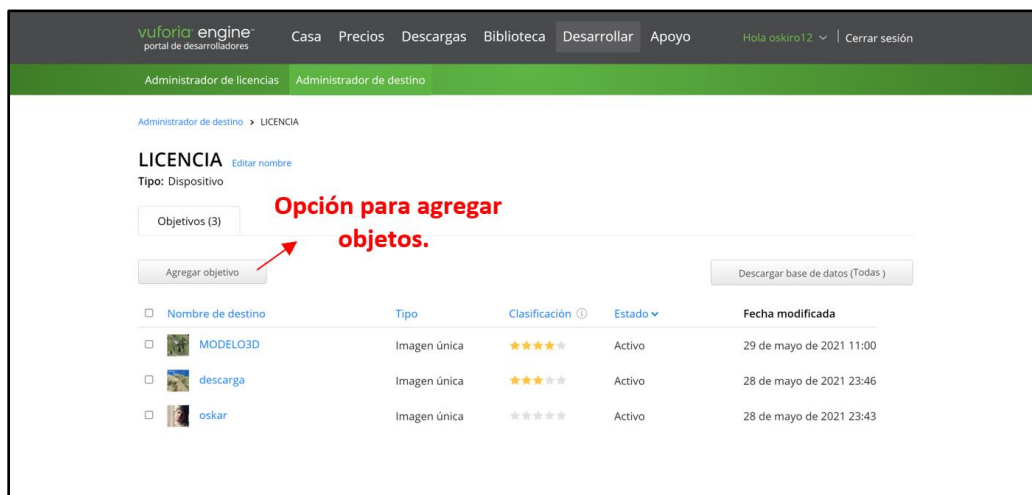 vuforia engine™ Casa Precios Descargas Biblioteca Desarrollar Apoyo Hola oskiro12 | Cerrar sesión
portal de desarrolladores
Administrador de licencias Administrador de destino
Administrador de destino > LICENCIA
LICENCIA Editar nombre
Tipo: Dispositivo
Objetivos (3)
Opción para agregar
objetos.
Agregar objetivo Descargar base de datos (Todas )
Nombre de destino Tipo Clasificación Estado Fecha modificada
MODELO3D Imagen única Activo 29 de mayo de 2021 11:00
descarga Imagen única Activo 28 de mayo de 2021 23:46
oskar Imagen única Activo 28 de mayo de 2021 23:43